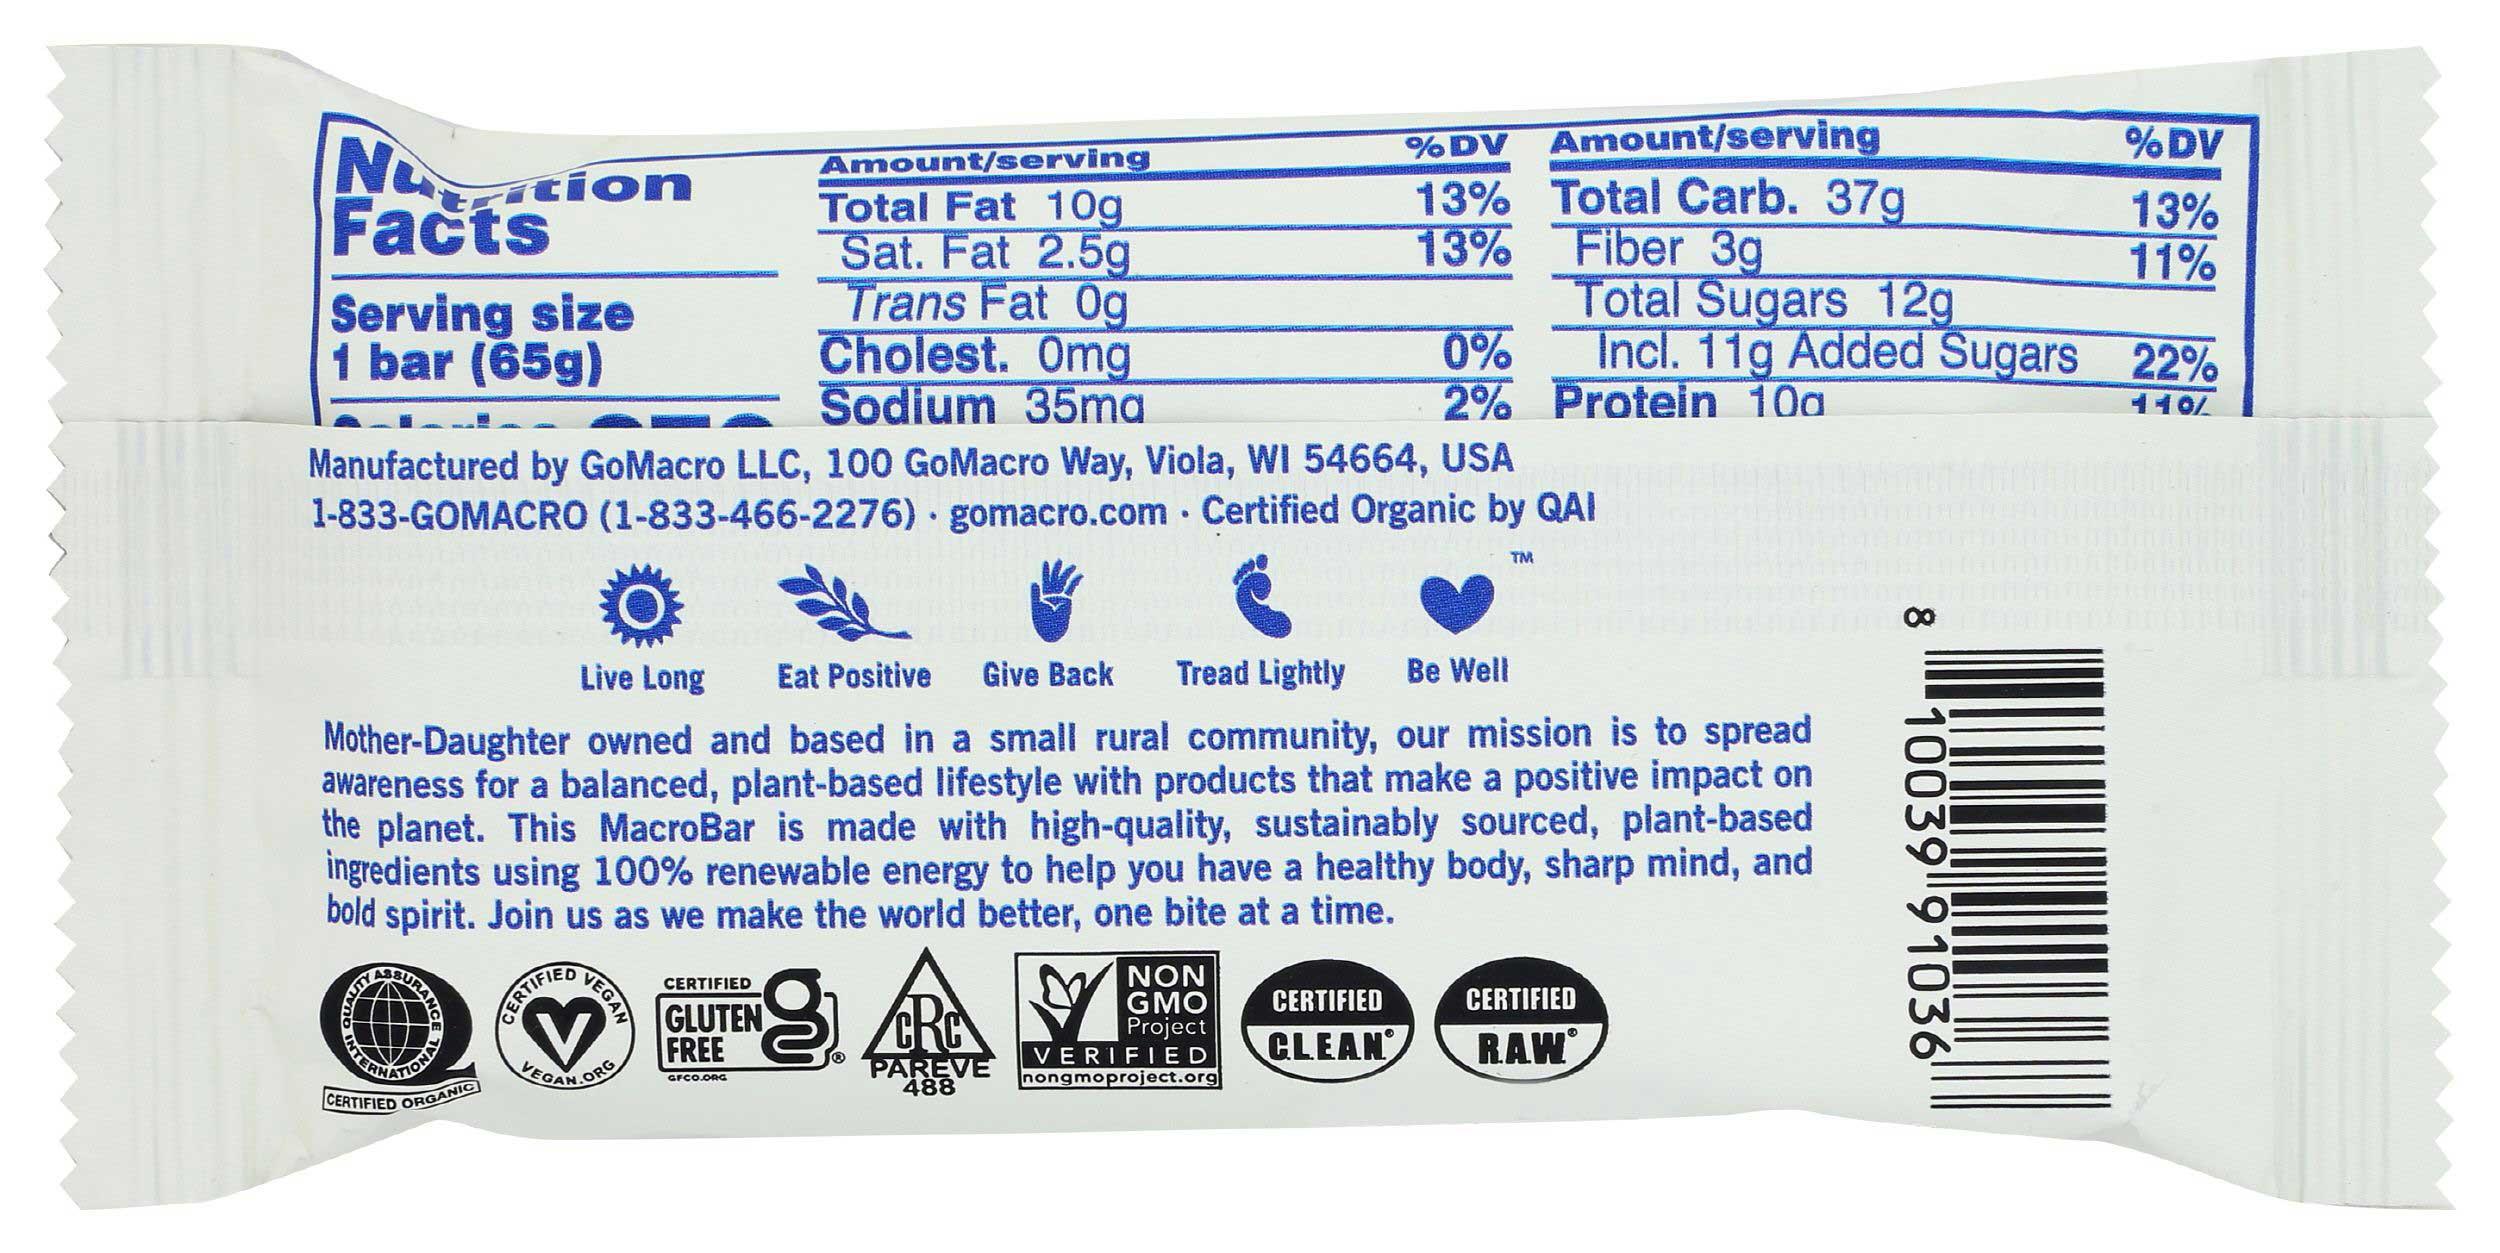 Nutrition
Facts
Serving size
1 bar (65g)
Amount/serving %DV
Total Fat 10g 13%
Sat. Fat 2.5g 13%
Trans Fat 0g
Cholest. 0mg 0%
Sodium 35mg 2%
Amount/serving %DV
Total Carb. 37g 13%
Fiber 3g 11%
Total Sugars 12g
Incl. 11g Added Sugars 22%
Protein 10g 11%
Manufactured by GoMacro LLC, 100 GoMacro Way, Viola, WI 54664, USA
1-833-GOMACRO (1-833-466-2276) · gomacro.com · Certified Organic by QAI
TM
Live Long Eat Positive Give Back Tread Lightly Be Well
Mother-Daughter owned and based in a small rural community, our mission is to spread
awareness for a balanced, plant-based lifestyle with products that make a positive impact on
the planet. This MacroBar is made with high-quality, sustainably sourced, plant-based
ingredients using 100% renewable energy to help you have a healthy body, sharp mind, and
bold spirit. Join us as we make the world better, one bite at a time.
QUALITY ASSURANCE
INTERNATIONAL
CERTIFIED ORGANIC
CERTIFIED VEGAN
V
VEGAN.ORG
CERTIFIED
GLUTEN
FREE
g
®
GFCO.ORG
CRC
PAREVE
488
NON
GMO
Project
VERIFIED
nongmoproject.org
CERTIFIED
C.L.E.A.N.®
CERTIFIED
R.A.W.®
8 10039 91036